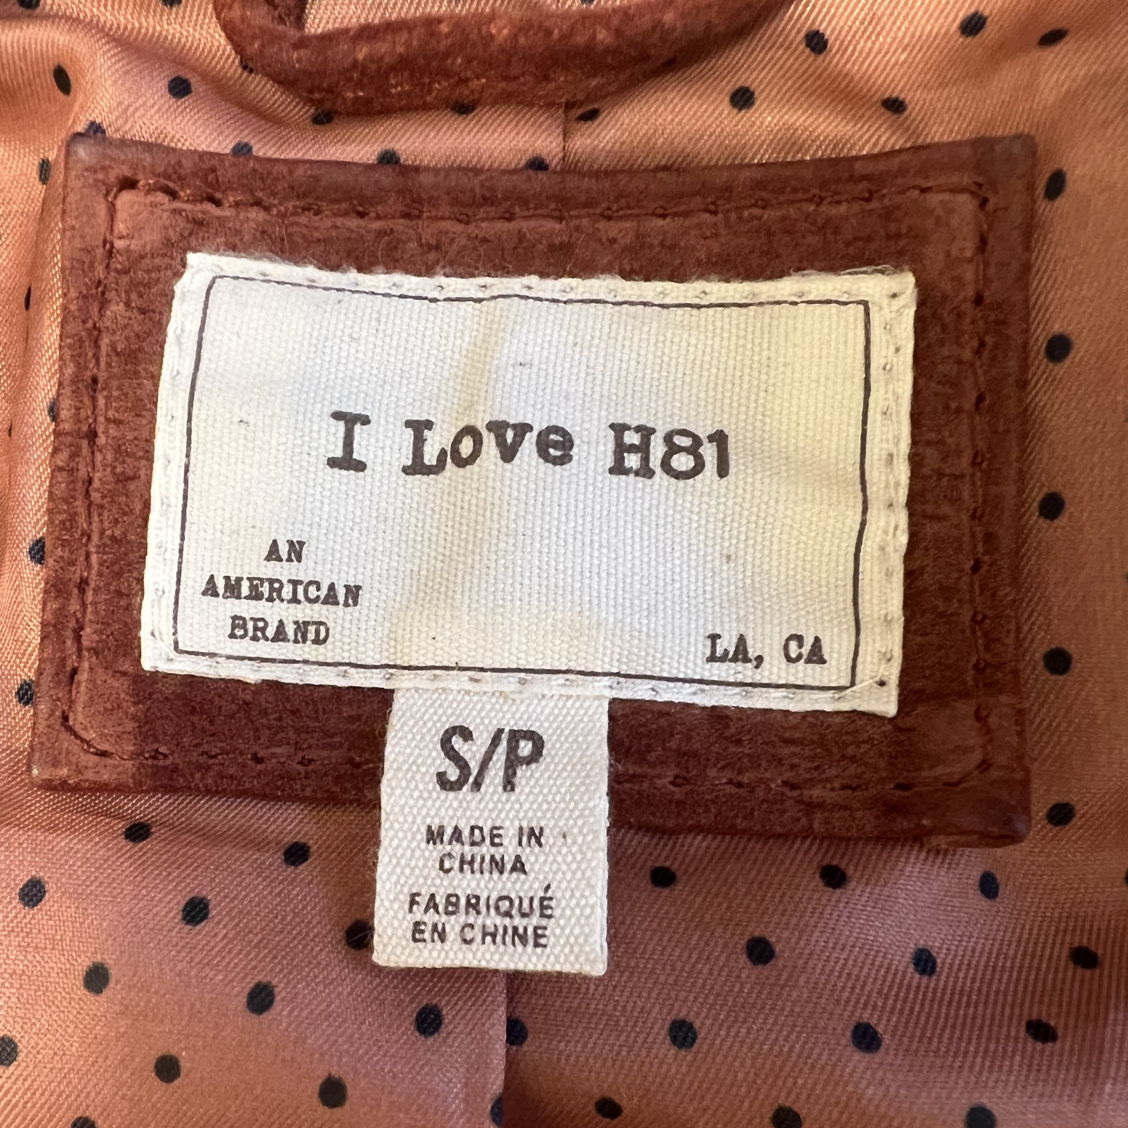 I Love H81
AN
AMERICAN
BRAND
LA, CA
S/P
MADE IN
CHINA
FABRIQUÉ
EN CHINE